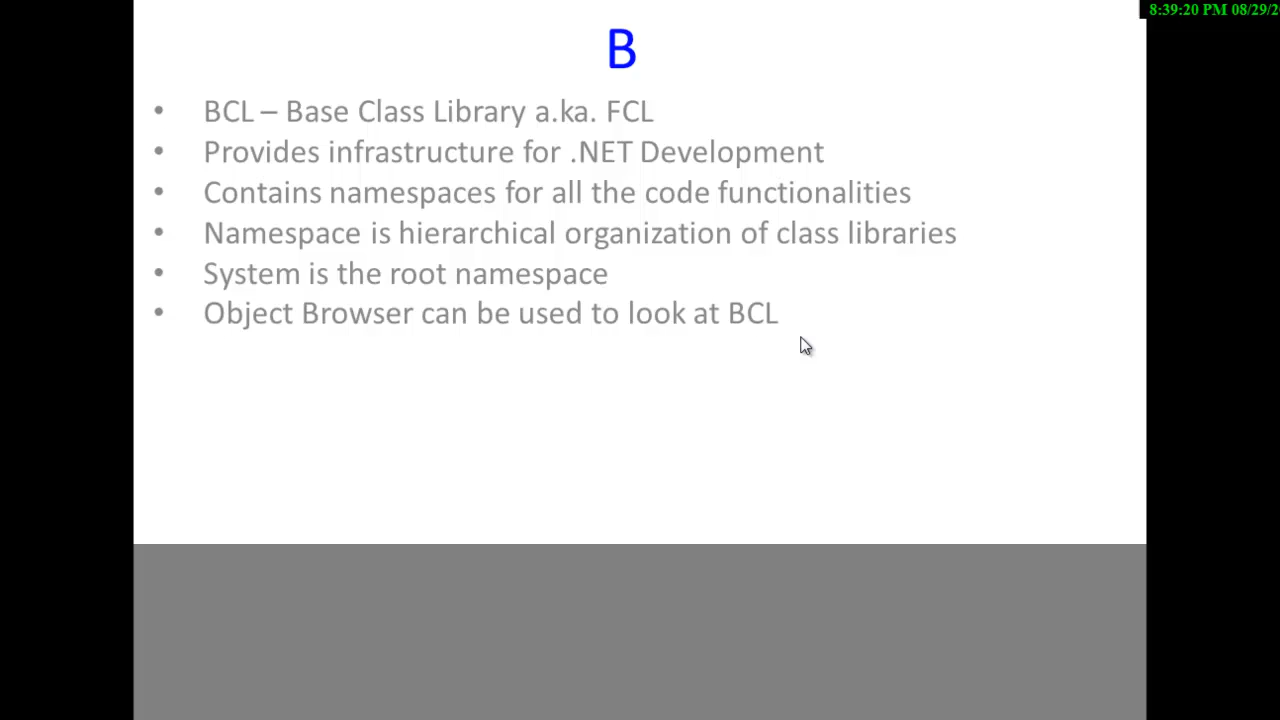 8:39:20 PM 08/29/2
B
• BCL – Base Class Library a.ka. FCL
• Provides infrastructure for .NET Development
• Contains namespaces for all the code functionalities
• Namespace is hierarchical organization of class libraries
• System is the root namespace
• Object Browser can be used to look at BCL